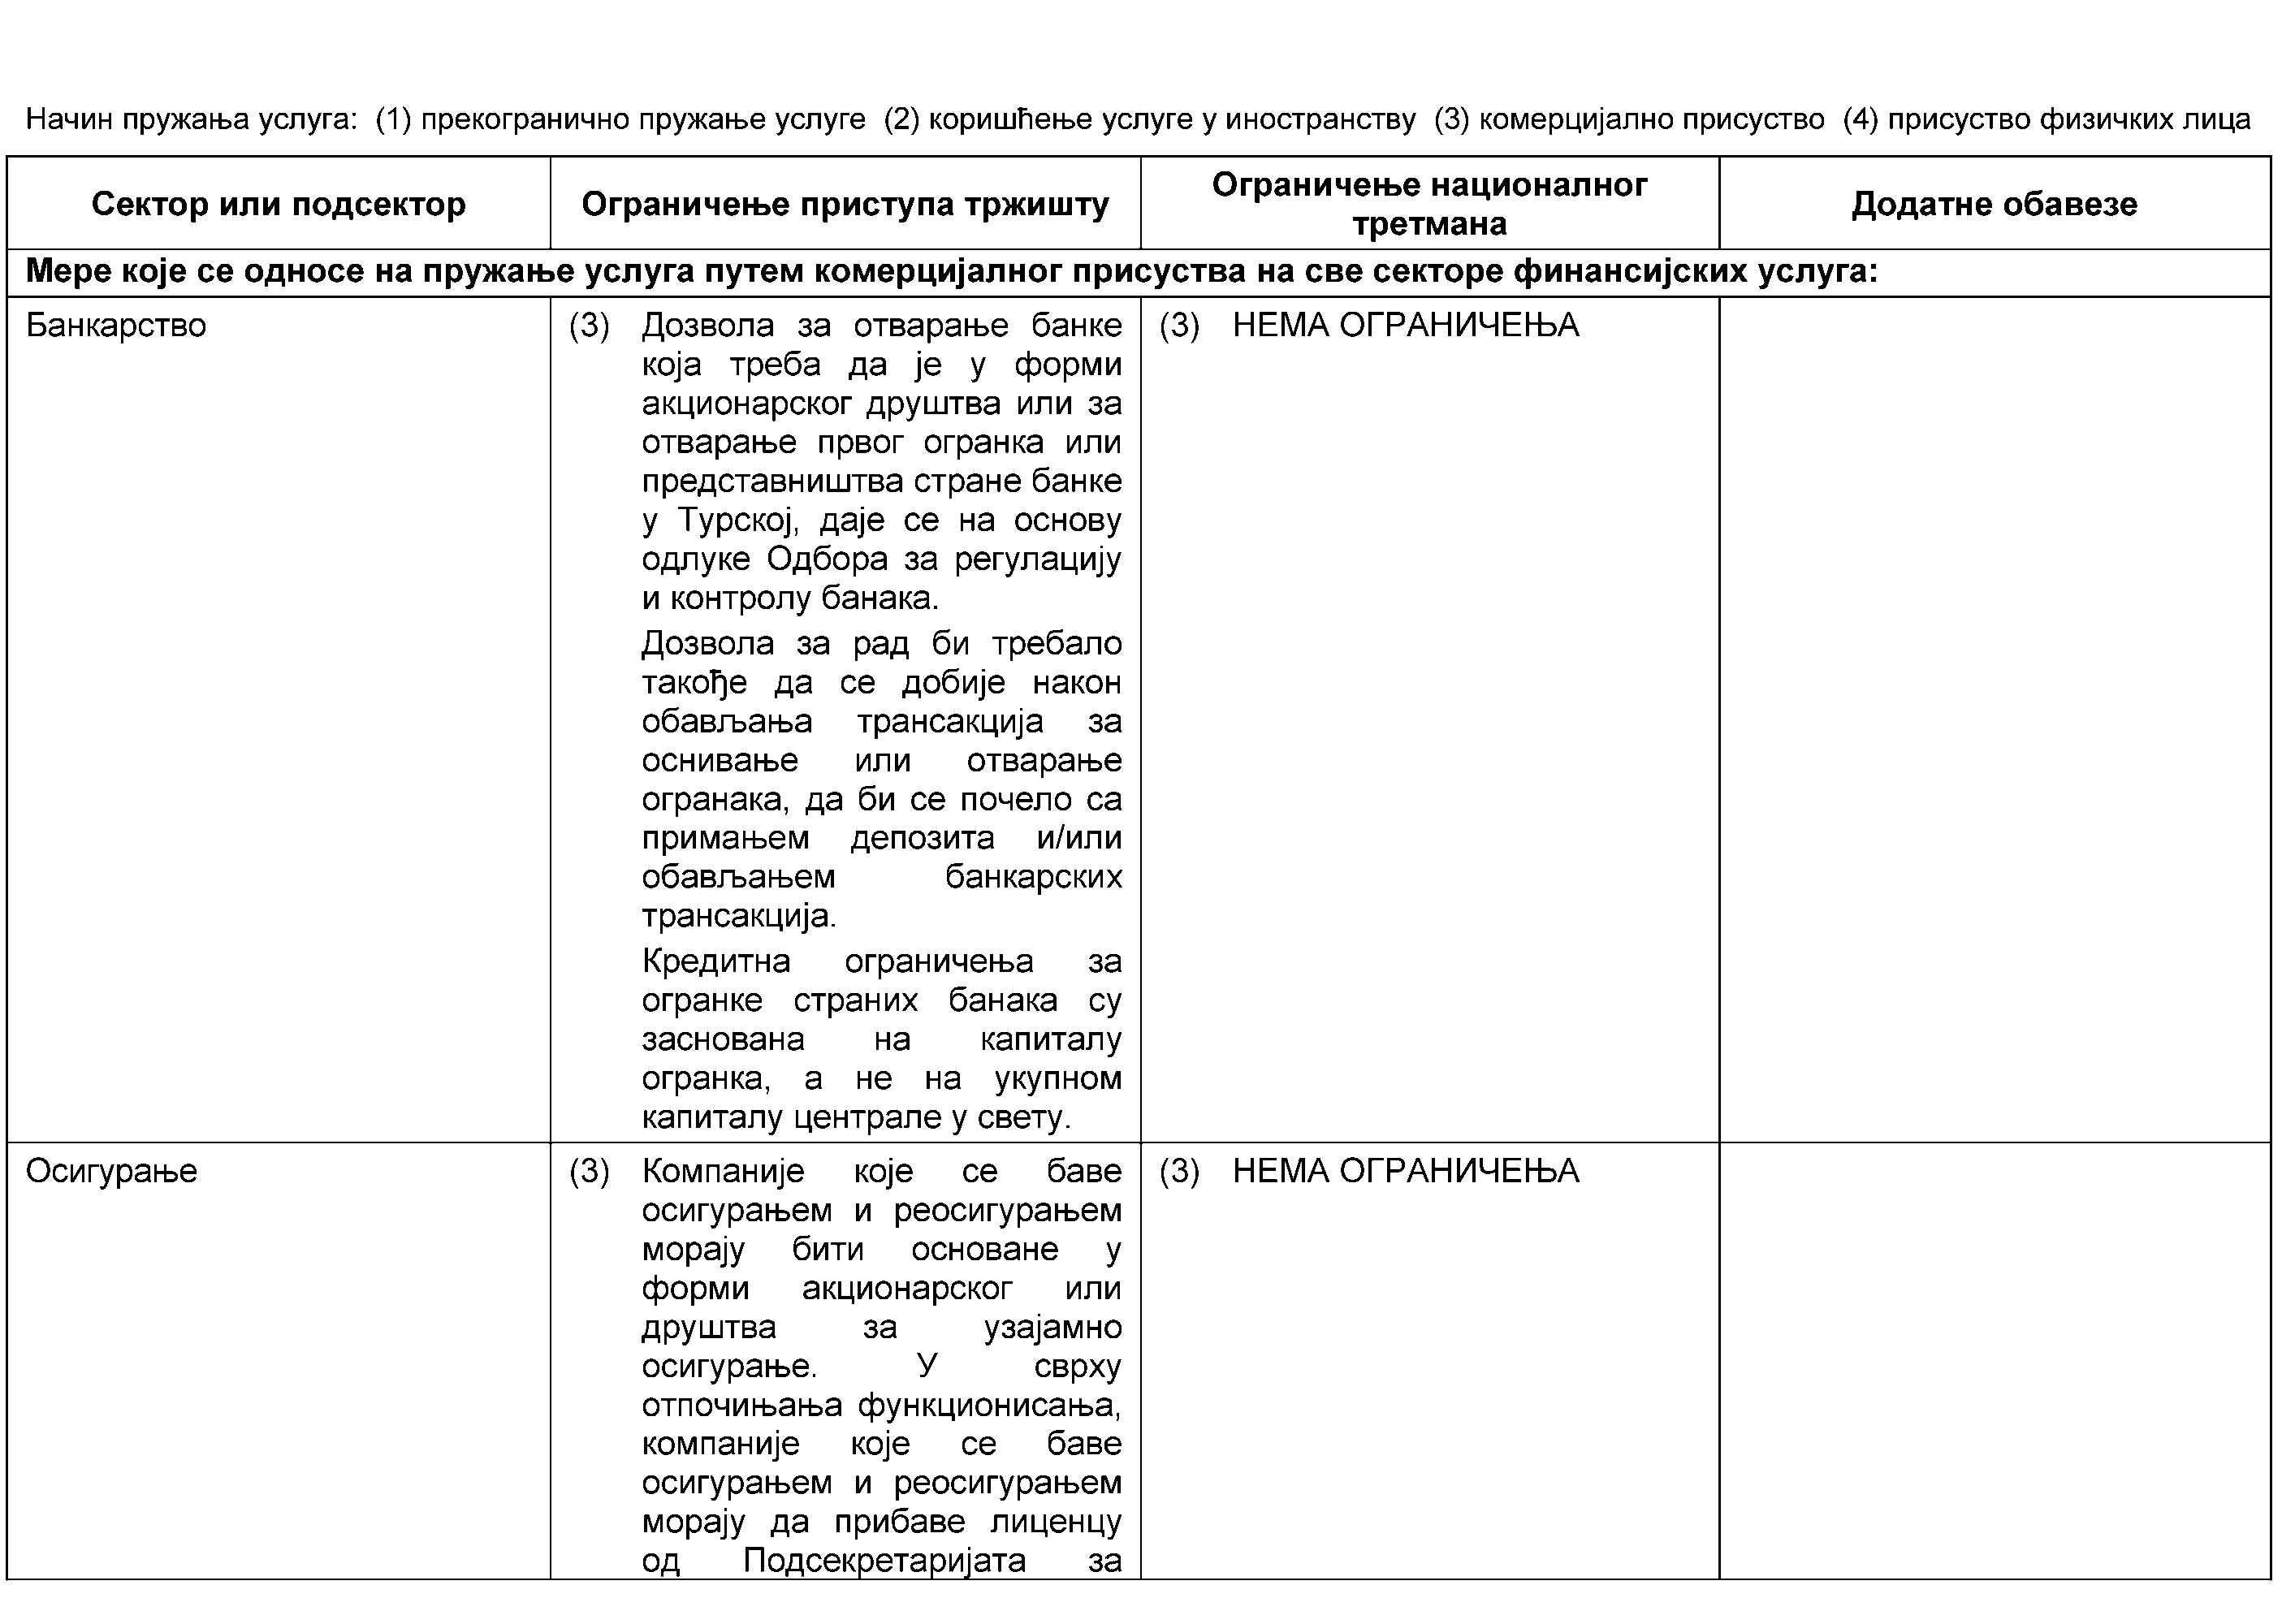 Начин пружања услуга: (1) прекогранично пружање услуге (2) коришћење услуге у иностранству (3) комерцијално присуство (4) присуство физичких лица
Сектор или подсектор
Ограничење приступа тржишту
Ограничење националног
третмана
Додатне обавезе
Мере које се односе на пружање услуга путем комерцијалног присуства на све секторе финансијских услуга:
Банкарство
(3) Дозвола за отварање банке
која треба да је у форми
акционарског друштва или за
отварање првог огранка или
представништва стране банке
у Турској, даје се на основу
одлуке Одбора за регулацију
и контролу банака.
Дозвола за рад би требало
такође да се добије након
обављања трансакција за
оснивање или отварање
огранака, да би се почело са
примањем депозита и/или
обављањем банкарских
трансакција.
Кредитна ограничења за
огранке страних банака су
заснована на капиталу
огранка, а не на укупном
капиталу централе у свету.
(3) НЕМА ОГРАНИЧЕЊА
Осигурање
(3) Компаније које се баве
осигурањем и реосигурањем
морају бити основане у
форми акционарског или
друштва за узајамно
осигурање. У сврху
отпочињања функционисања,
компаније које се баве
осигурањем и реосигурањем
морају да прибаве лиценцу
од Подсекретаријата за
(3) НЕМА ОГРАНИЧЕЊА